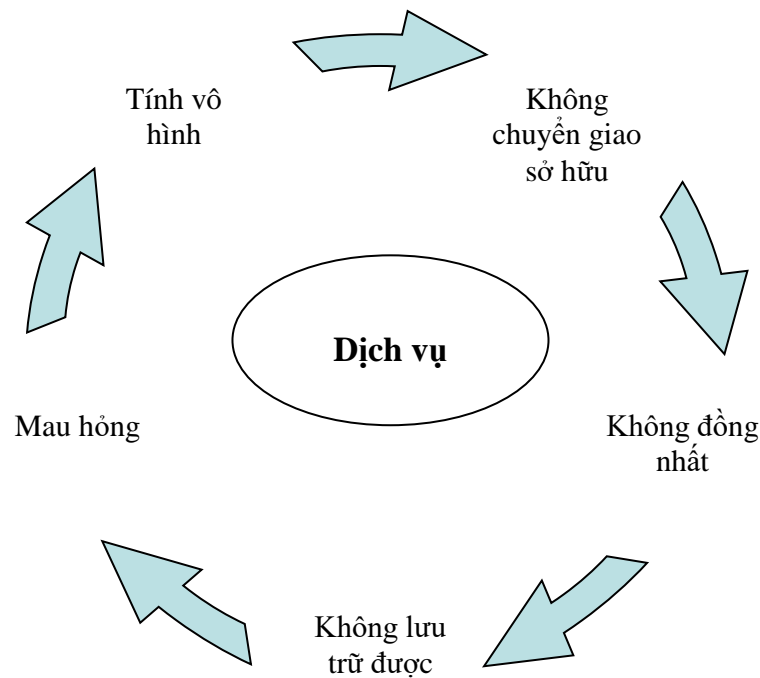 Tính vô
hình
Không
chuyển giao
sở hữu
Dịch vụ
Mau hỏng
Không đồng
nhất
Không lưu
trữ được